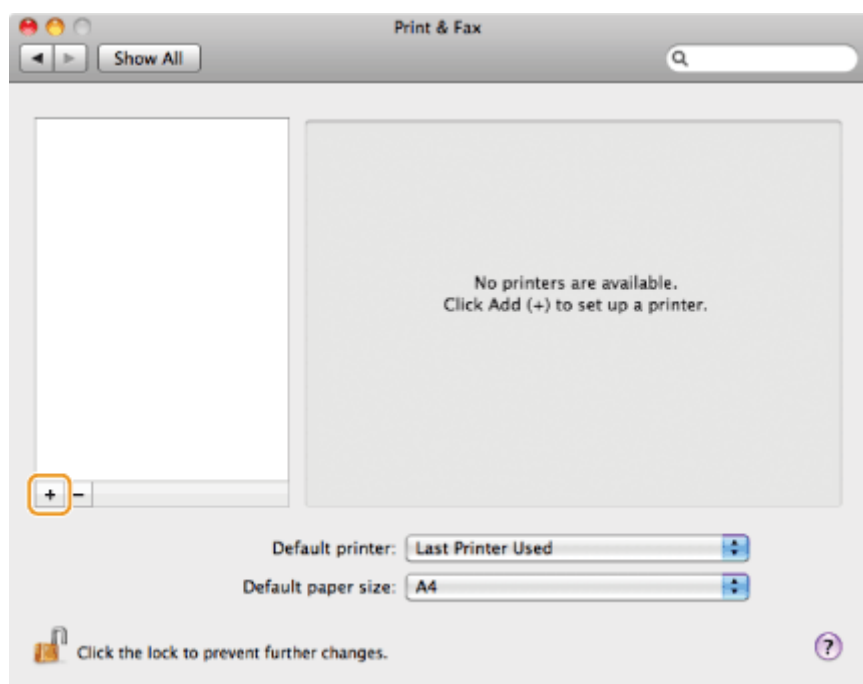 Print & Fax
Show All
No printers are available.
Click Add (+) to set up a printer.
+ −
Default printer: Last Printer Used
Default paper size: A4
Click the lock to prevent further changes.
?